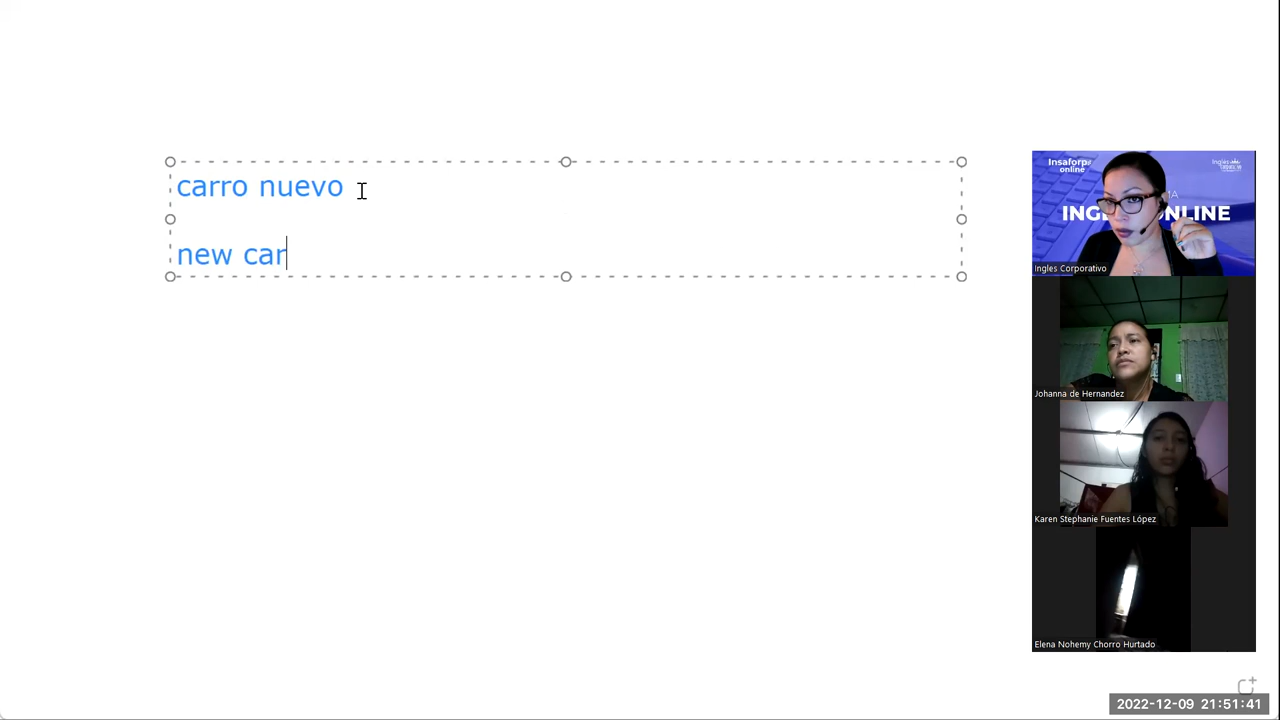 carro nuevo
new car
Insaforp
online
INGL
ONLINE
Ingles Corporativo
Johanna de Hernandez
Karen Stephanie Fuentes López
Elena Nohemy Chorro Hurtado
2022-12-09 21:51:41